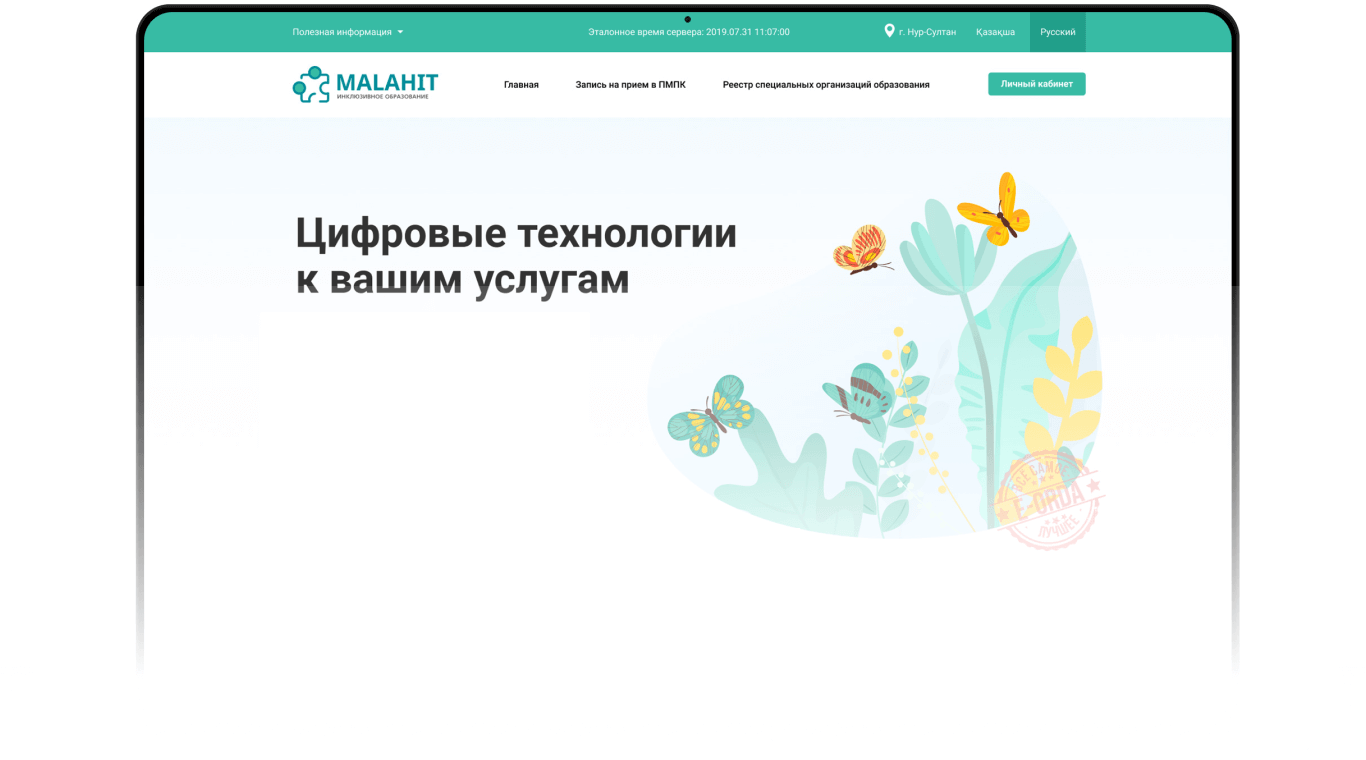 Полезная информация
Эталонное время сервера: 2019.07.31 11:07:00
г. Нур-Султан
Қазақша
Русский
MALAHIT
ИНКЛЮЗИВНОЕ ОБРАЗОВАНИЕ
Главная
Запись на прием в ПМПК
Реестр специальных организаций образования
Личный кабинет
Цифровые технологии
к вашим услугам
ВСЕ САМОЕ
E-ORDA
ЛУЧШЕЕ